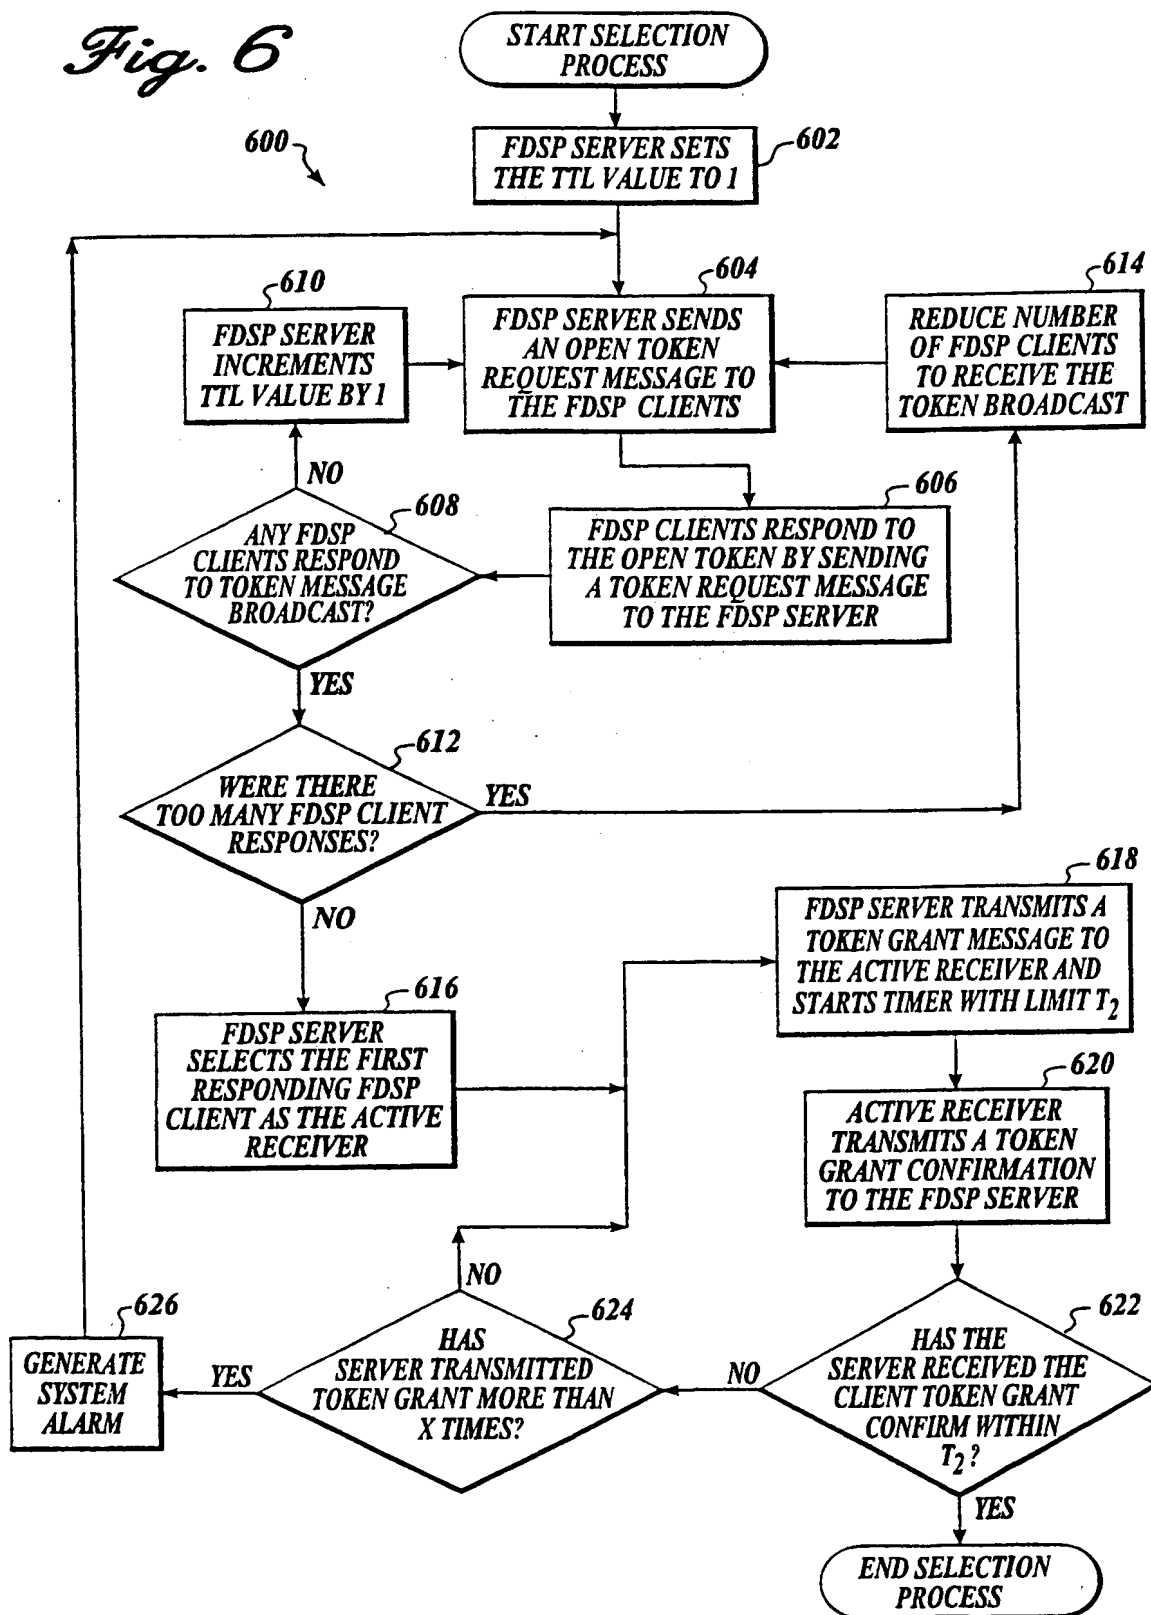 Fig. 6
START SELECTION
PROCESS
600
602
FDSP SERVER SETS
THE TTL VALUE TO 1
610
FDSP SERVER
INCREMENTS
TTL VALUE BY 1
604
FDSP SERVER SENDS
AN OPEN TOKEN
REQUEST MESSAGE TO
THE FDSP CLIENTS
614
REDUCE NUMBER
OF FDSP CLIENTS
TO RECEIVE THE
TOKEN BROADCAST
NO
608
ANY FDSP
CLIENTS RESPOND
TO TOKEN MESSAGE
BROADCAST?
606
FDSP CLIENTS RESPOND TO
THE OPEN TOKEN BY SENDING
A TOKEN REQUEST MESSAGE
TO THE FDSP SERVER
YES
612
WERE THERE
TOO MANY FDSP CLIENT
RESPONSES?
YES
NO
616
FDSP SERVER
SELECTS THE FIRST
RESPONDING FDSP
CLIENT AS THE ACTIVE
RECEIVER
618
FDSP SERVER TRANSMITS A
TOKEN GRANT MESSAGE TO
THE ACTIVE RECEIVER AND
STARTS TIMER WITH LIMIT T2
620
ACTIVE RECEIVER
TRANSMITS A TOKEN
GRANT CONFIRMATION
TO THE FDSP SERVER
622
HAS THE
SERVER RECEIVED THE
CLIENT TOKEN GRANT
CONFIRM WITHIN
T2?
NO
624
HAS
SERVER TRANSMITTED
TOKEN GRANT MORE THAN
X TIMES?
NO
YES
626
GENERATE
SYSTEM
ALARM
YES
END SELECTION
PROCESS